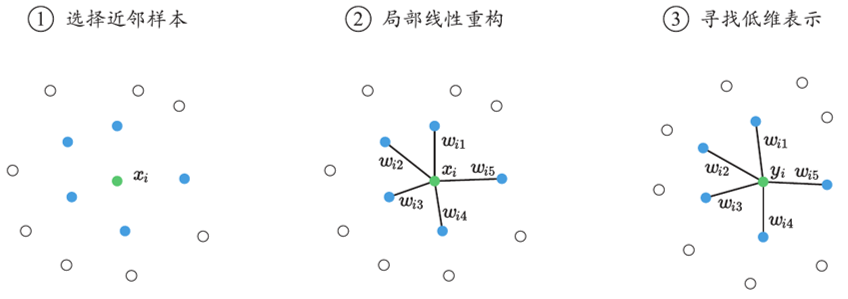 ① 选择近邻样本
② 局部线性重构
③ 寻找低维表示
x_i
w_{i1}
w_{i2}
x_i
w_{i5}
w_{i3}
w_{i4}
w_{i1}
w_{i2}
y_i
w_{i5}
w_{i3}
w_{i4}